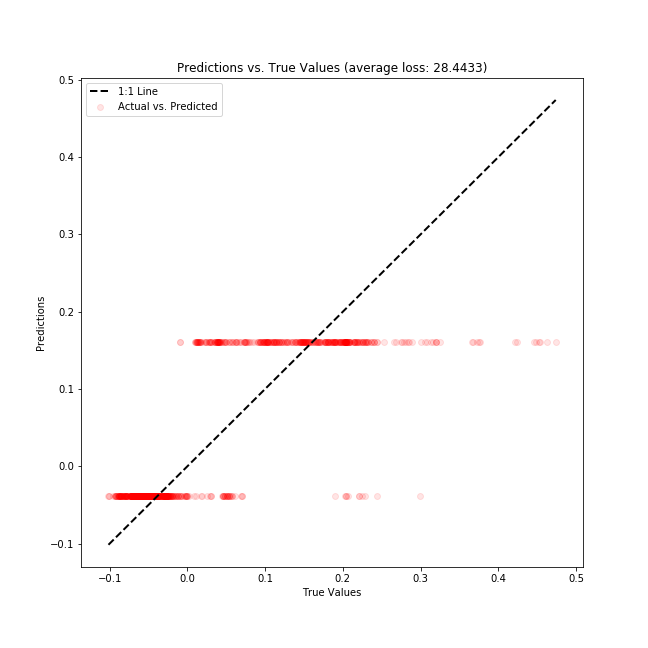 Predictions vs. True Values (average loss: 28.4433)
1:1 Line
Actual vs. Predicted
0.5
0.4
0.3
0.2
0.1
0.0
−0.1
Predictions
−0.1 0.0 0.1 0.2 0.3 0.4 0.5
True Values